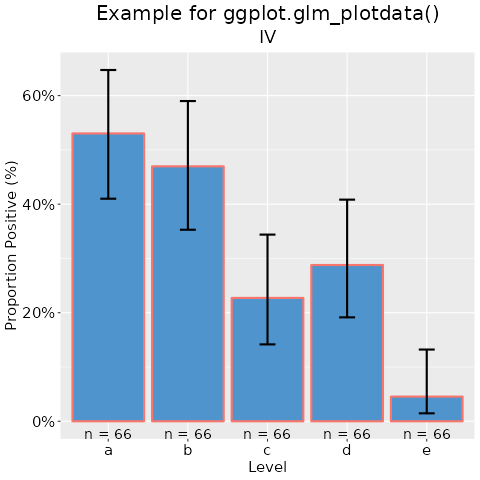 Example for ggplot.glm_plotdata()
IV
60%
40%
20%
0%
Proportion Positive (%)
n = 66 n = 66 n = 66 n = 66 n = 66
a b c d e
Level